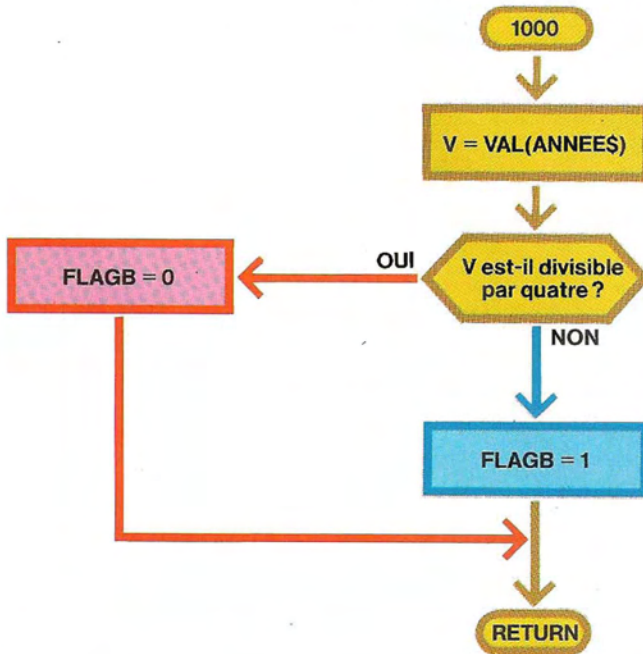 1000
V = VAL(ANNEE$)
V est-il divisible
par quatre ?
OUI
NON
FLAGB = 0
FLAGB = 1
RETURN